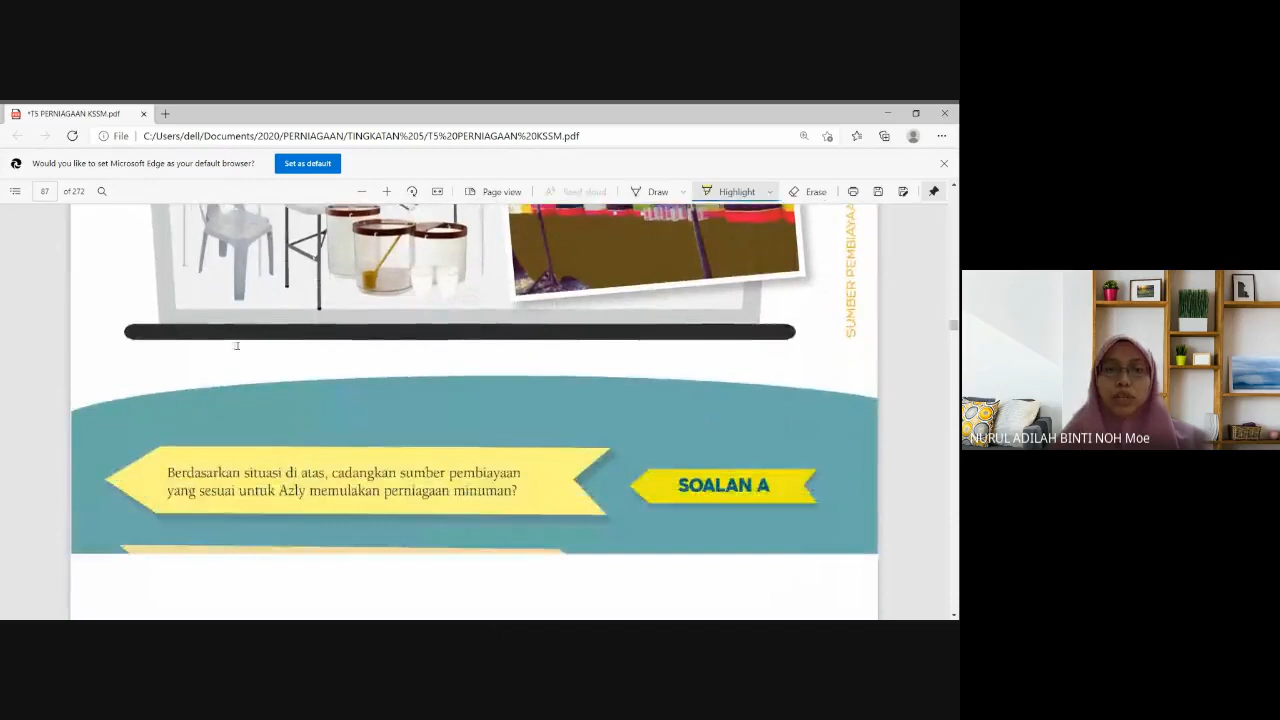 *T5 PERNIAGAAN KSSM.pdf
File
C:/Users/dell/Documents/2020/PERNIAGAAN/TINGKATAN%205/T5%20PERNIAGAAN%20KSSM.pdf
Would you like to set Microsoft Edge as your default browser?
Set as default
87
of 272
Page view
Read aloud
Draw
Highlight
Erase
SUMBER PEMBIAYAA
Berdasarkan situasi di atas, cadangkan sumber pembiayaan
yang sesuai untuk Azly memulakan perniagaan minuman?
SOALAN A
NURUL ADILAH BINTI NOH Moe